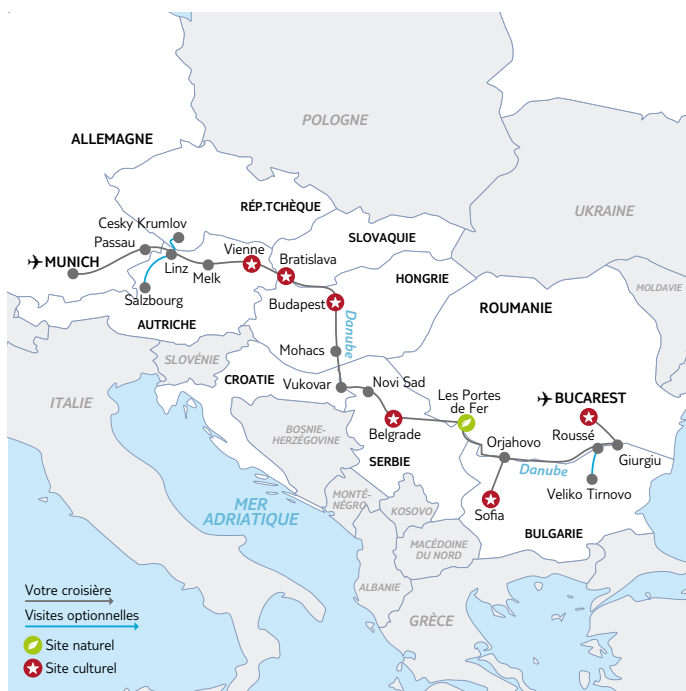 POLOGNE
ALLEMAGNE
RÉP.TCHÈQUE
UKRAINE
Cesky Krumlov
SLOVAQUIE
Passau
Vienne
Bratislava
MUNICH
Linz
Melk
HONGRIE
MOLDAVIE
Salzbourg
Budapest
ROUMANIE
AUTRICHE
Danube
SLOVÉNIE
Mohacs
CROATIE
Vukovar
Novi Sad
Les Portes
de Fer
BUCAREST
ITALIE
BOSNIE-
HERZÉGOVINE
Belgrade
Orjahovo
Roussé
Giurgiu
SERBIE
Danube
Veliko Tirnovo
MER
ADRIATIQUE
MONTÉ-
NÉGRO
KOSOVO
Sofia
BULGARIE
MACÉDOINE
DU NORD
ALBANIE
GRÈCE
Votre croisière
Visites optionnelles
Site naturel
Site culturel